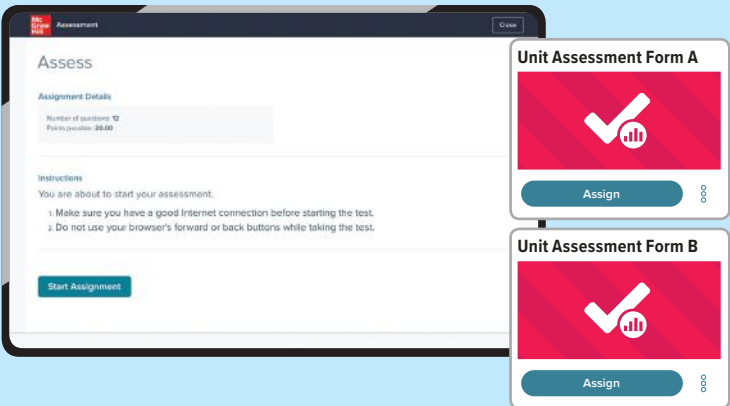 Mc
Graw
Hill
Assessment
Close
Assess
Assignment Details
Number of questions: 12
Points possible: 20.00
Instructions
You are about to start your assessment.
1. Make sure you have a good Internet connection before starting the test.
2. Do not use your browser's forward or back buttons while taking the test.
Start Assignment
Unit Assessment Form A
Assign
Unit Assessment Form B
Assign